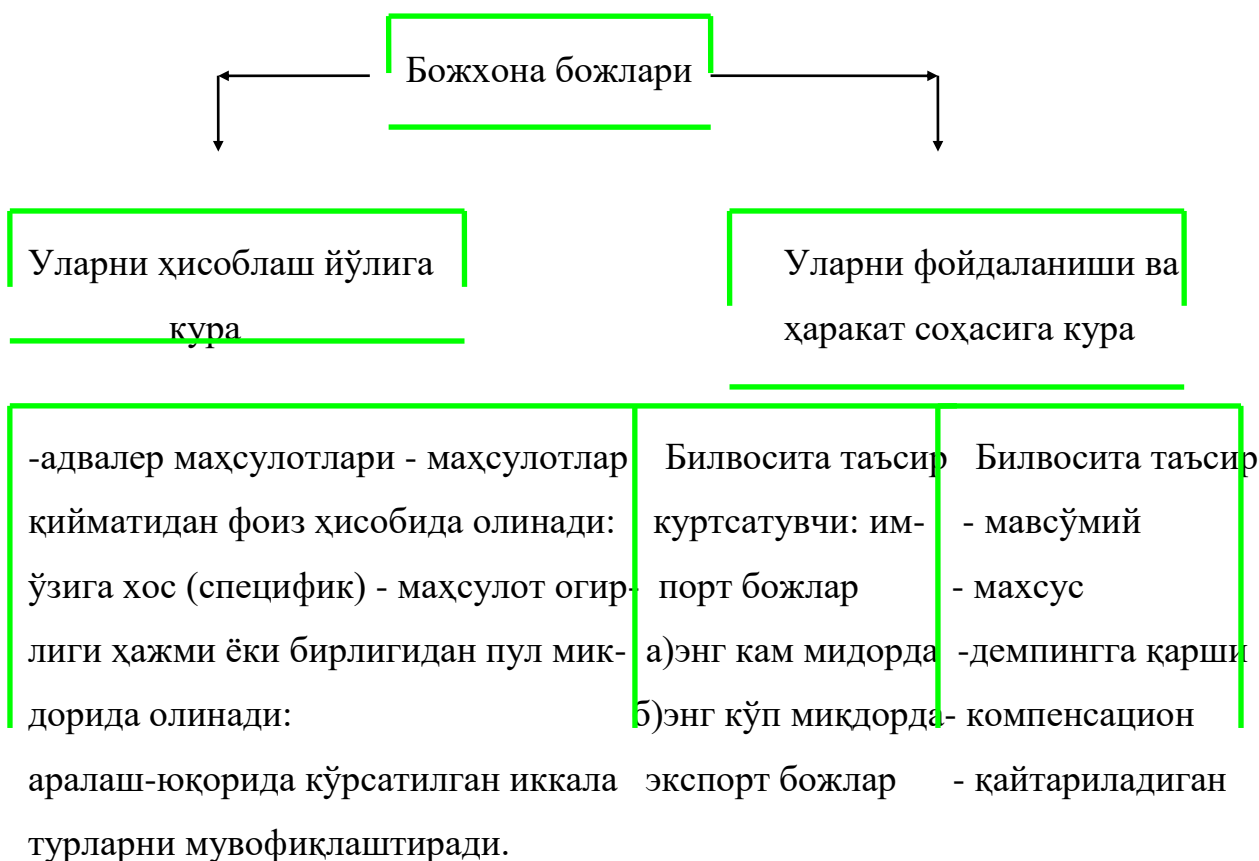 Божхона божлари
Уларни ҳисоблаш йўлига
кура
Уларни фойдаланиши ва
ҳаракат соҳасига кура
-адвалер маҳсулотлари - маҳсулотлар
қийматидан фоиз ҳисобида олинади:
ўзига хос (специфик) - маҳсулот огир-
лиги ҳажми ёки бирлигидан пул мик-
дорида олинади:
аралаш-юқорида кўрсатилган иккала
турларни мувофиқлаштиради.
Билвосита таъсир
куртсатувчи: им-
порт божлар
а)энг кам мидорда
б)энг кўп миқдорда-
экспорт божлар
Билвосита таъсир
- мавсўмий
- махсус
-демпингга қарши
компенсацион
- қайтариладиган